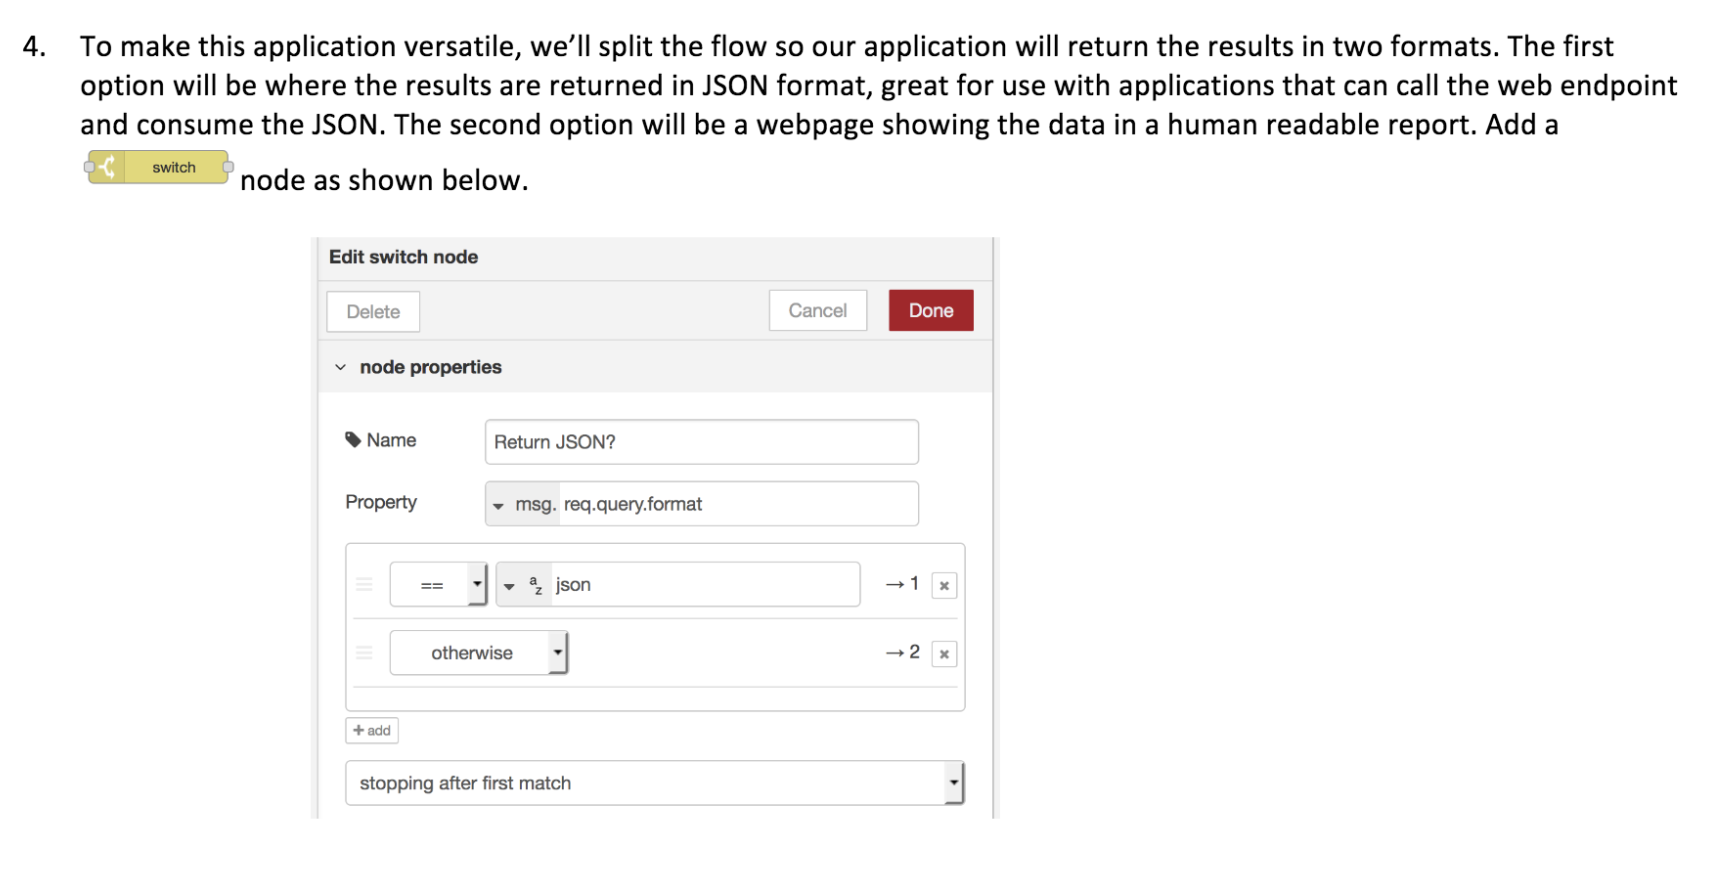 4. To make this application versatile, we’ll split the flow so our application will return the results in two formats. The first
option will be where the results are returned in JSON format, great for use with applications that can call the web endpoint
and consume the JSON. The second option will be a webpage showing the data in a human readable report. Add a
switch node as shown below.
Edit switch node
Delete Cancel Done
node properties
Name Return JSON?
Property msg. req.query.format
== az json → 1 x
otherwise → 2 x
+ add
stopping after first match